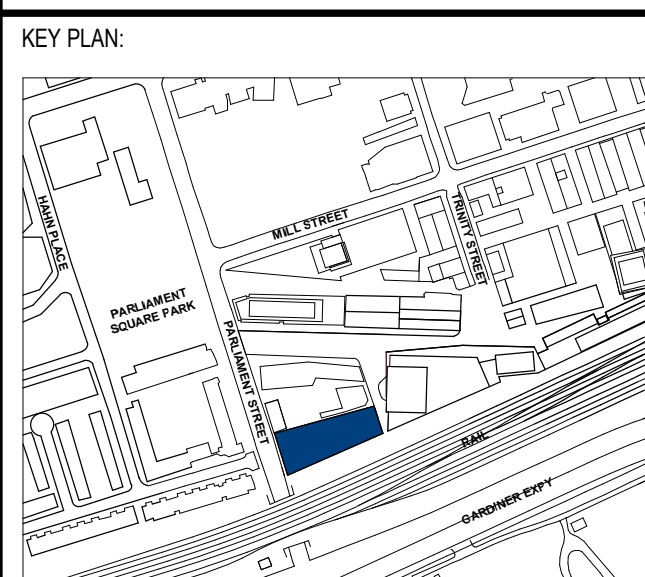 KEY PLAN:
HAHN PLACE
MILL STREET
TRINITY STREET
PARLIAMENT
SQUARE PARK
PARLIAMENT STREET
RAIL
GARDINER EXPY